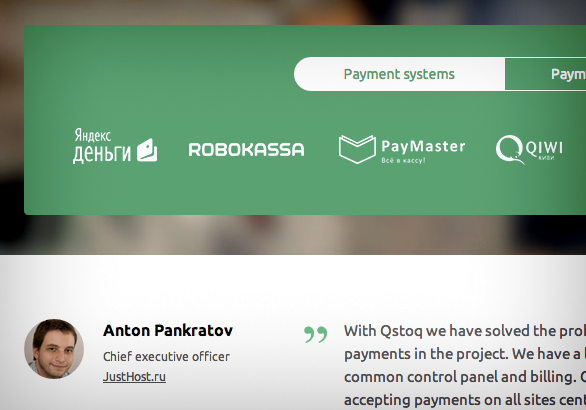 Payment systems
Paym
Яндекс
деньги
ROBOKASSA
PayMaster
Всё в кассу!
QIWI
КИВИ
Anton Pankratov
Chief executive officer
JustHost.ru
”
With Qstoq we have solved the prob
payments in the project. We have a
common control panel and billing.
accepting payments on all sites cent